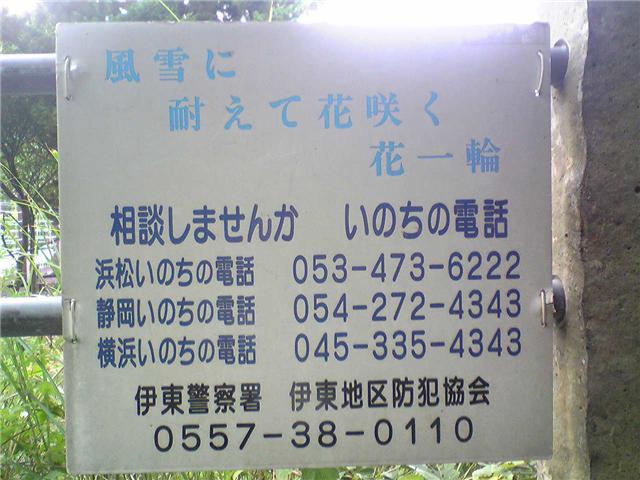 風雪に
耐えて花咲く
花一輪
相談しませんか いのちの電話
浜松いのちの電話 053-473-6222
静岡いのちの電話 054-272-4343
横浜いのちの電話 045-335-4343
伊東警察署 伊東地区防犯協会
0557-38-0110